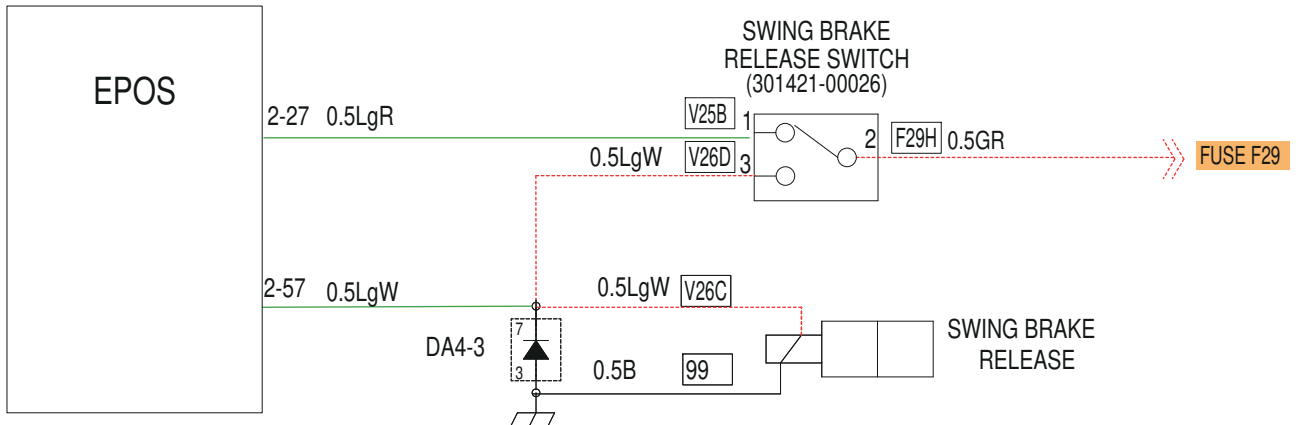 SWING BRAKE
RELEASE SWITCH
(301421-00026)
EPOS
2-27 0.5LgR
V25B 1
2 F29H 0.5GR
FUSE F29
0.5LgW V26D 3
2-57 0.5LgW
0.5LgW V26C
DA4-3
7
3
0.5B 99
SWING BRAKE
RELEASE